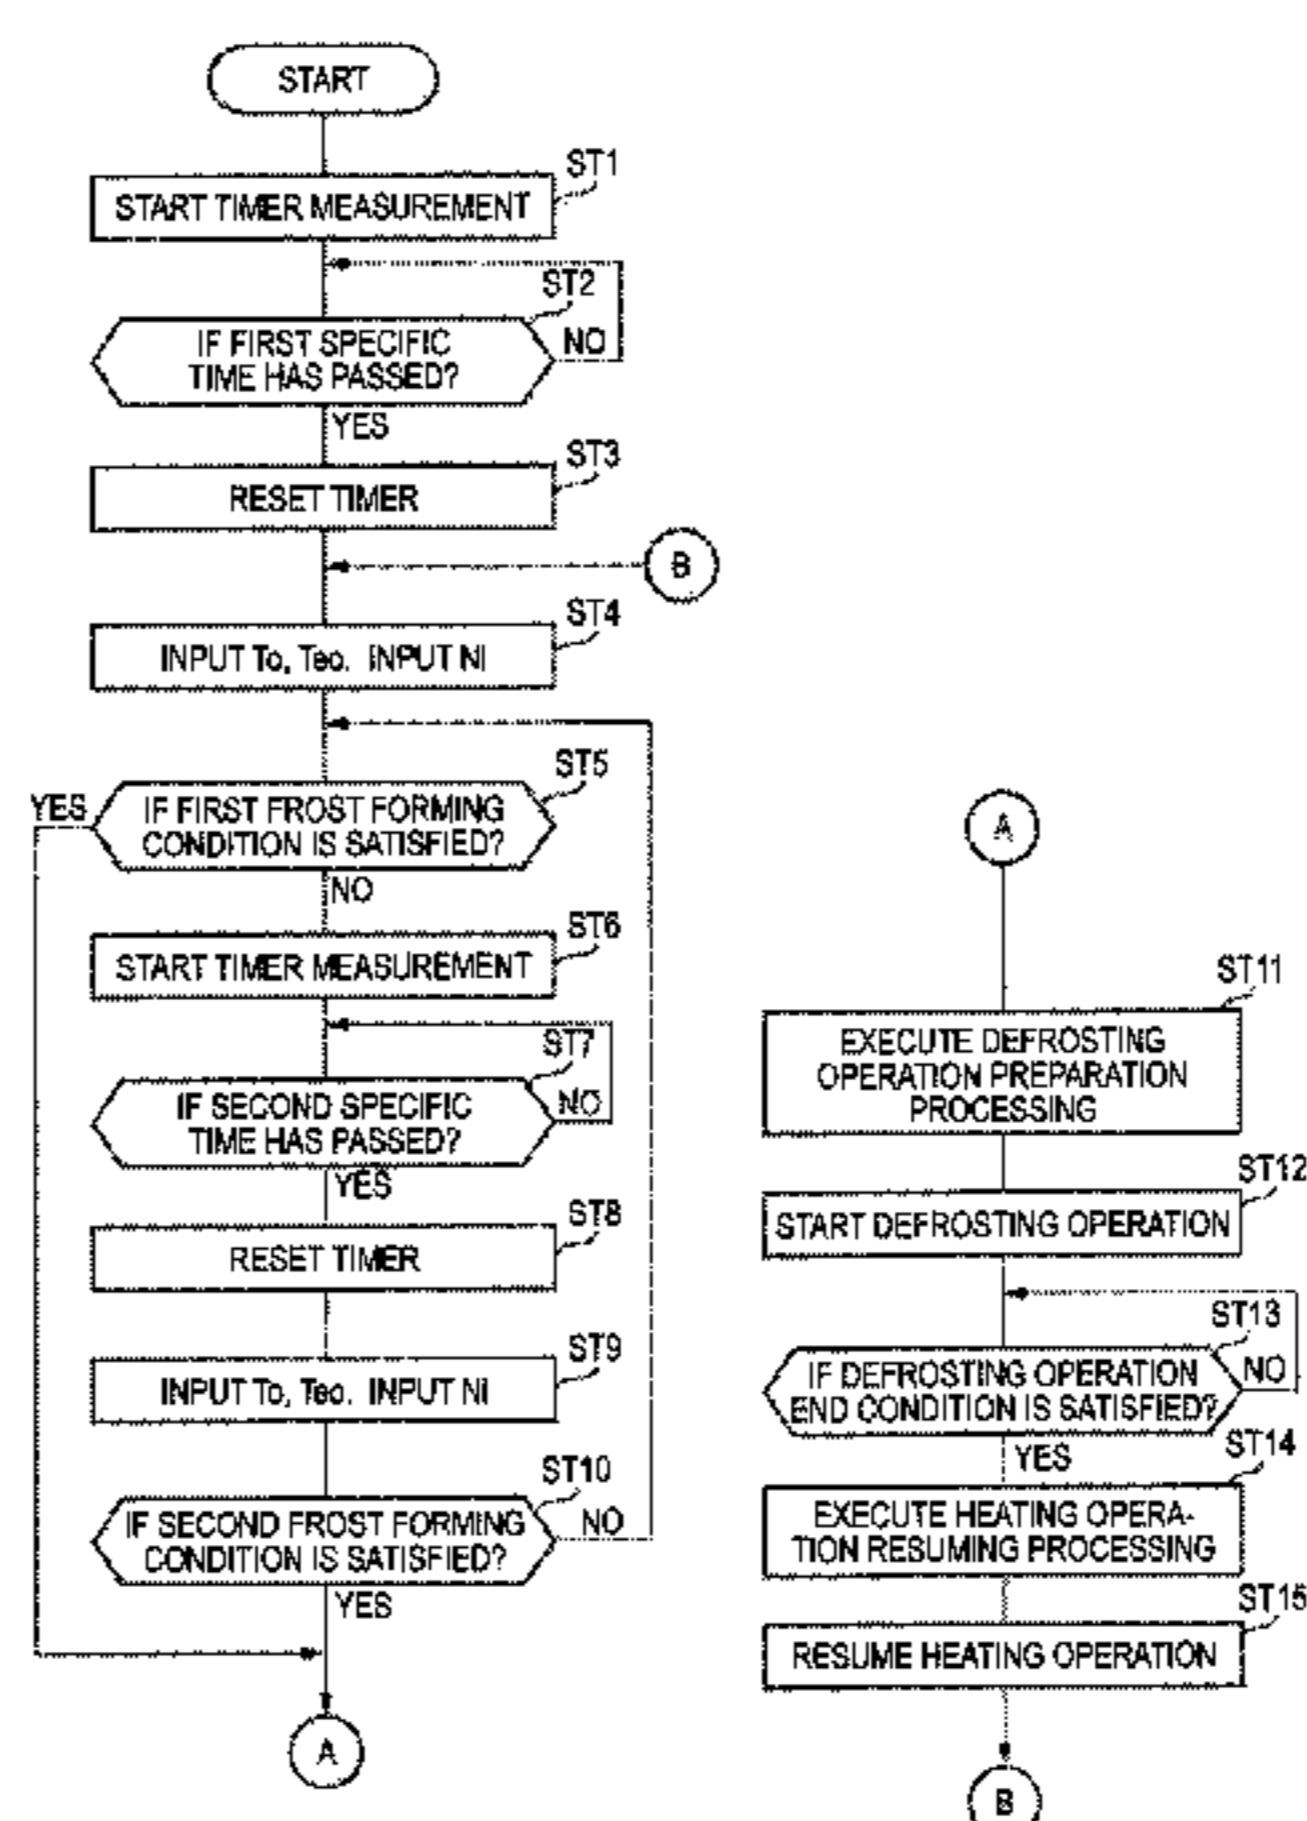 START
ST1
START TIMER MEASUREMENT
ST2
IF FIRST SPECIFIC
TIME HAS PASSED?
NO
YES
ST3
RESET TIMER
B
ST4
INPUT To, Teo. INPUT Ni
ST5
YES
IF FIRST FROST FORMING
CONDITION IS SATISFIED?
NO
ST6
START TIMER MEASUREMENT
ST7
IF SECOND SPECIFIC
TIME HAS PASSED?
NO
YES
ST8
RESET TIMER
ST9
INPUT To, Teo. INPUT Ni
ST10
IF SECOND FROST FORMING
CONDITION IS SATISFIED?
NO
YES
A
A
ST11
EXECUTE DEFROSTING
OPERATION PREPARATION
PROCESSING
ST12
START DEFROSTING OPERATION
ST13
IF DEFROSTING OPERATION
END CONDITION IS SATISFIED?
NO
YES
ST14
EXECUTE HEATING OPERA-
TION RESUMING PROCESSING
ST15
RESUME HEATING OPERATION
B